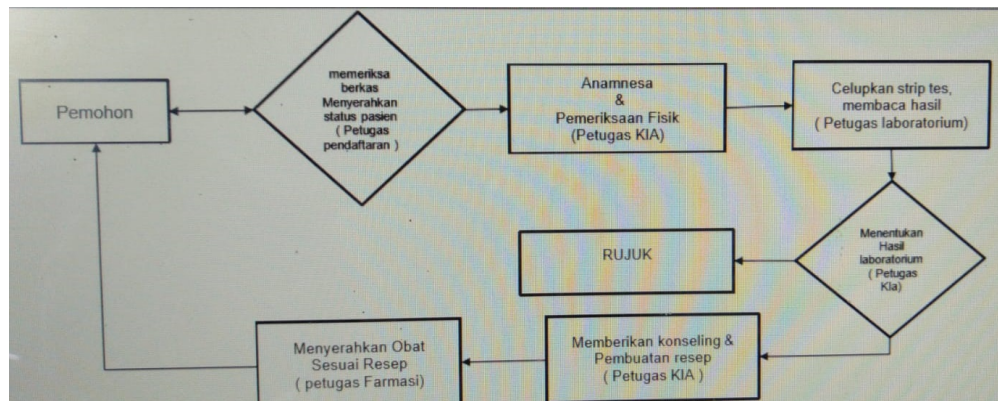 Pemohon
memeriksa
berkas
Menyerahkan
status pasien
( Petugas
pendaftaran )
Anamnesa
&
Pemeriksaan Fisik
(Petugas KIA)
Celupkan strip tes,
membaca hasil
( Petugas laboratorium)
Menentukan
Hasil
laboratorium
( Petugas
KIa)
RUJUK
Memberikan konseling &
Pembuatan resep
( Petugas KIA )
Menyerahkan Obat
Sesuai Resep
( petugas Farmasi)